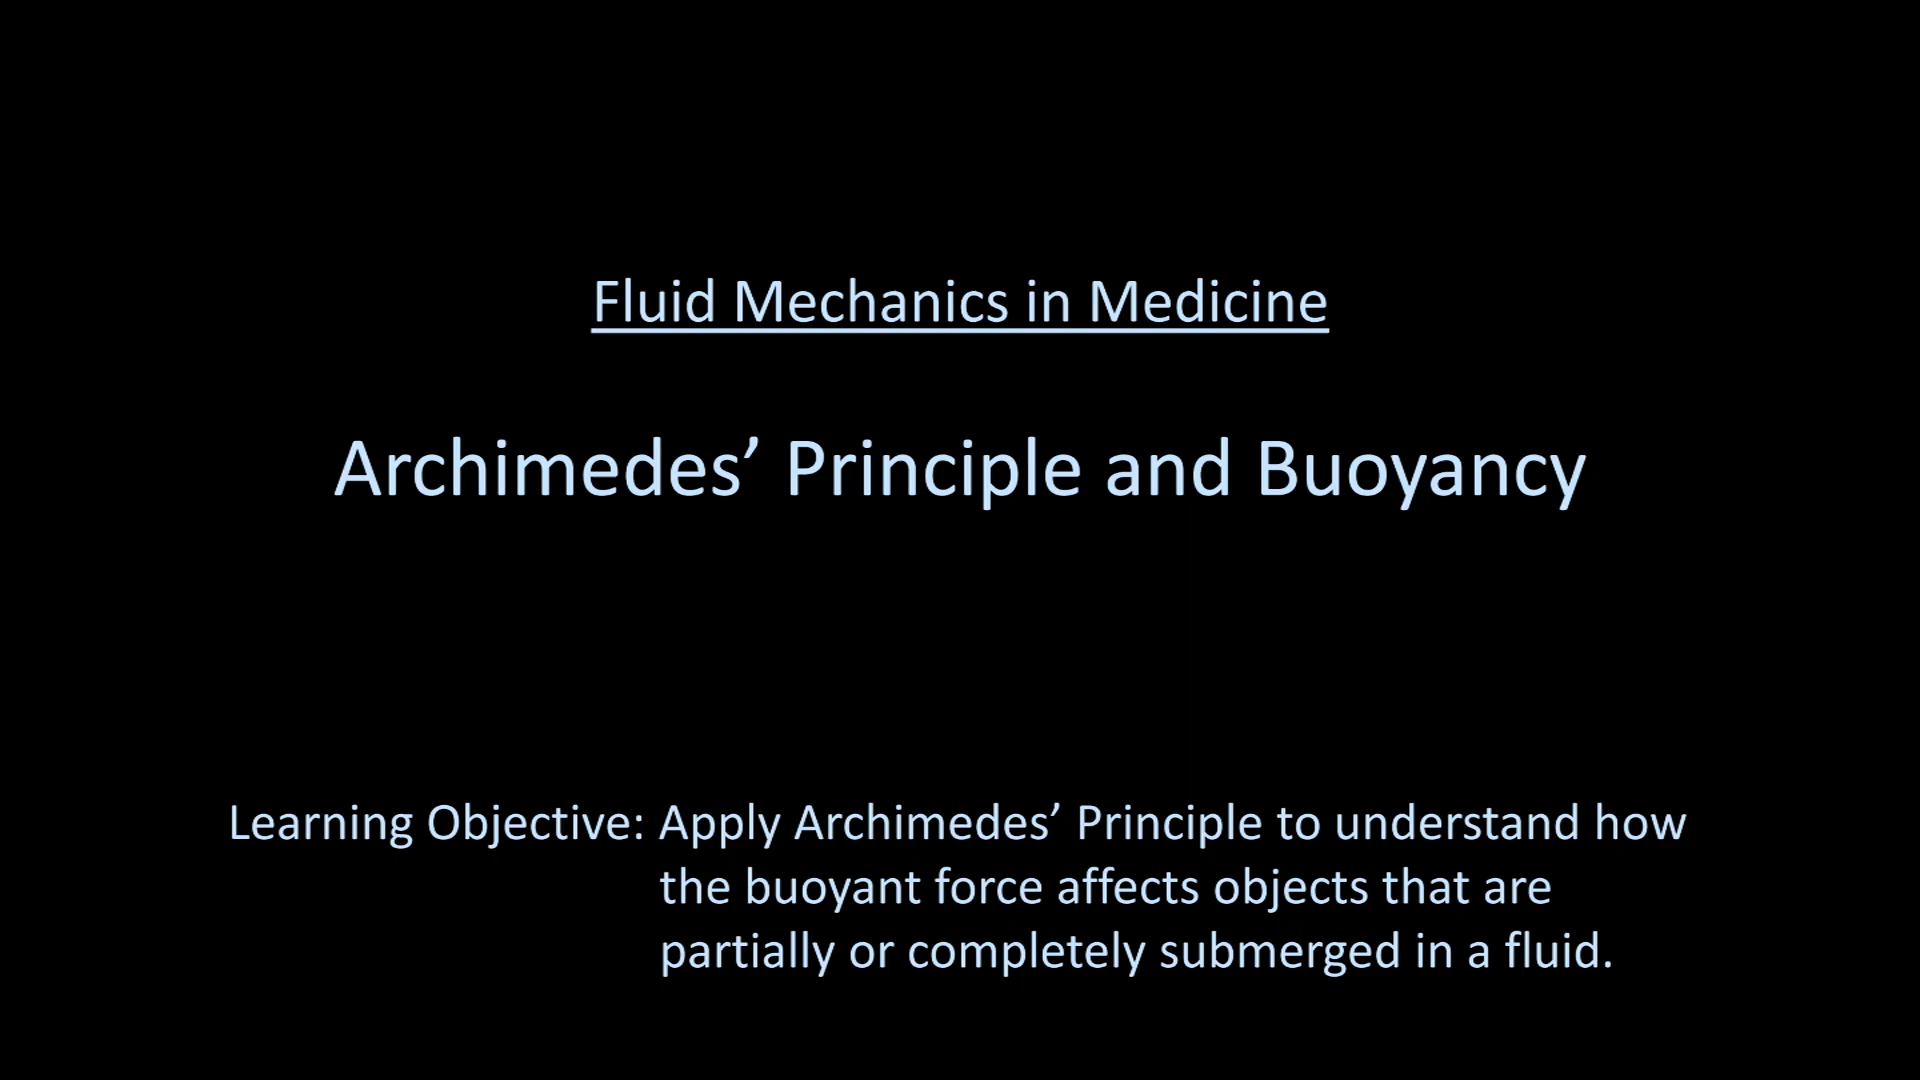 Fluid Mechanics in Medicine
Archimedes’ Principle and Buoyancy
Learning Objective: Apply Archimedes’ Principle to understand how
the buoyant force affects objects that are
partially or completely submerged in a fluid.